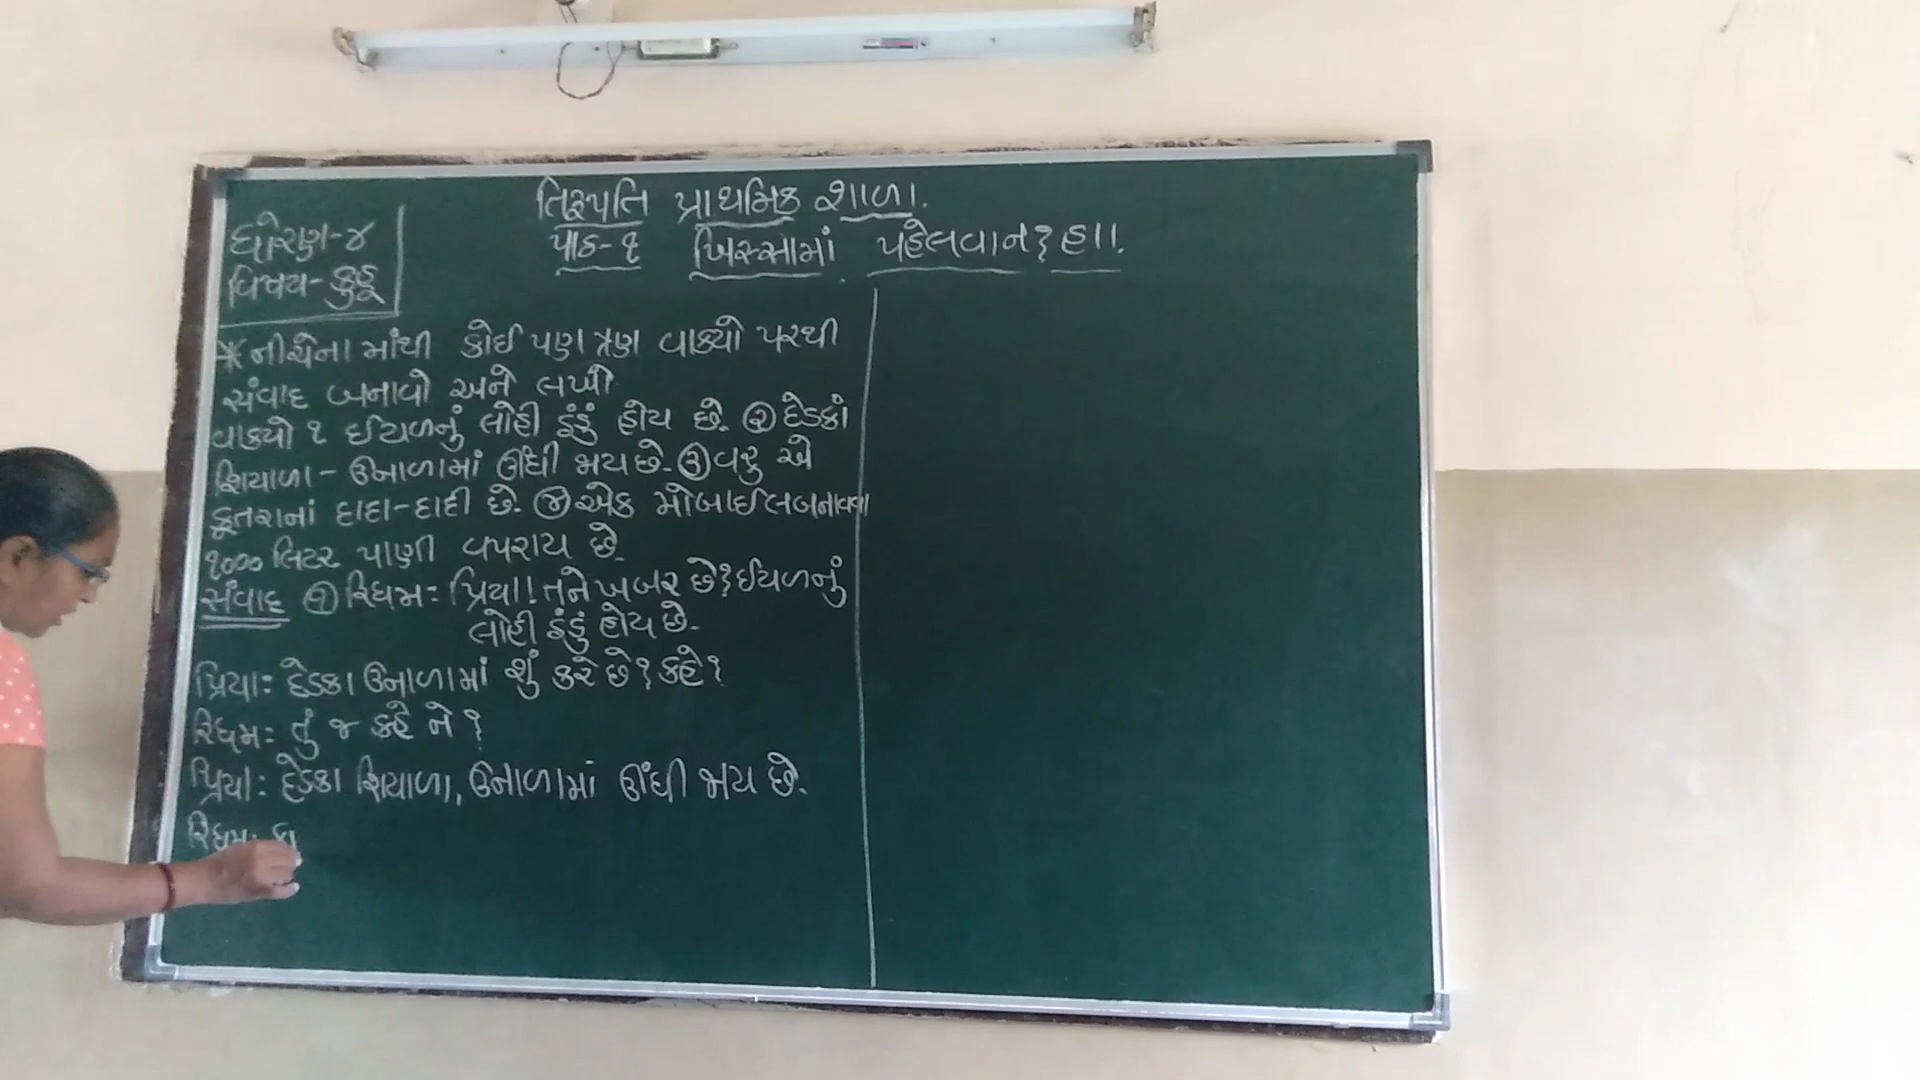 તિરૂપતિ પ્રાથમિક શાળા.
ધોરણ-૪
વિષય-કુહૂ
પાઠ-૧ ખિસ્સામાં પહેલવાન? હા!
* નીચેના માંથી કોઈ પણ ત્રણ વાક્યો પરથી
સંવાદ બનાવો અને લખો
વાક્યો ૧ ઈયળનું લોહી ઠંડું હોય છે. ૨ દેડકાં
શિયાળા - ઉનાળામાં ઊંઘી જાય છે. ૩ વરુ એ
કૂતરાનાં દાદા-દાદી છે. ૪ એક મોબાઈલ બનાવવા
૧૦૦૦ લિટર પાણી વપરાય છે.
સંવાદ ૧ રિધમ: પ્રિયા! તને ખબર છે? ઈયળનું
લોહી ઠંડું હોય છે.
પ્રિયા: દેડકા ઉનાળામાં શું કરે છે? કહે?
રિધમ: તું જ કહે ને?
પ્રિયા: દેડકા શિયાળા, ઉનાળામાં ઊંઘી જાય છે.
રિધમ: